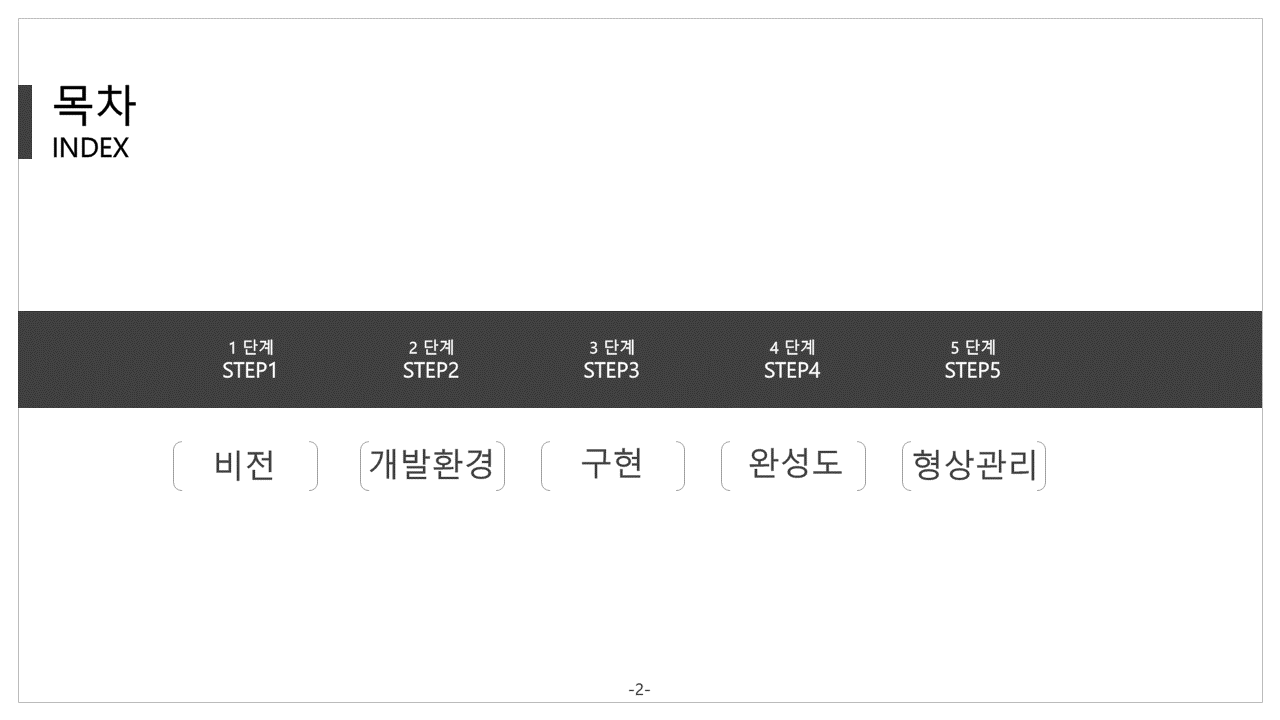 목차
INDEX
1 단계
STEP1
2 단계
STEP2
3 단계
STEP3
4 단계
STEP4
5 단계
STEP5
비전
개발환경
구현
완성도
형상관리
-2-